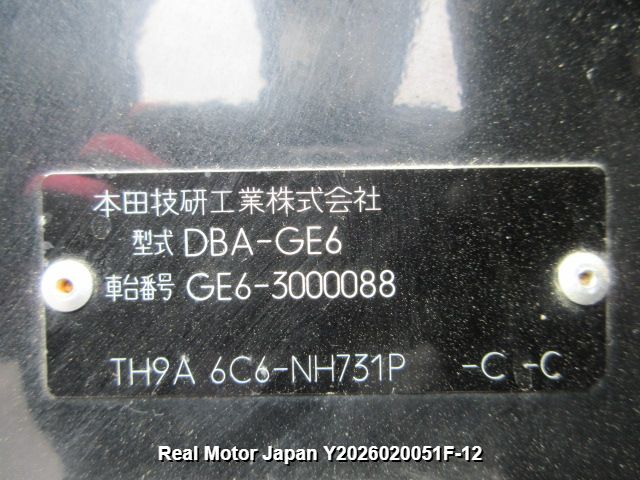 本田技研工業株式会社
型式 DBA-GE6
車台番号 GE6-3000088
TH9A 6C6-NH731P -C -C
Real Motor Japan Y2026020051F-12